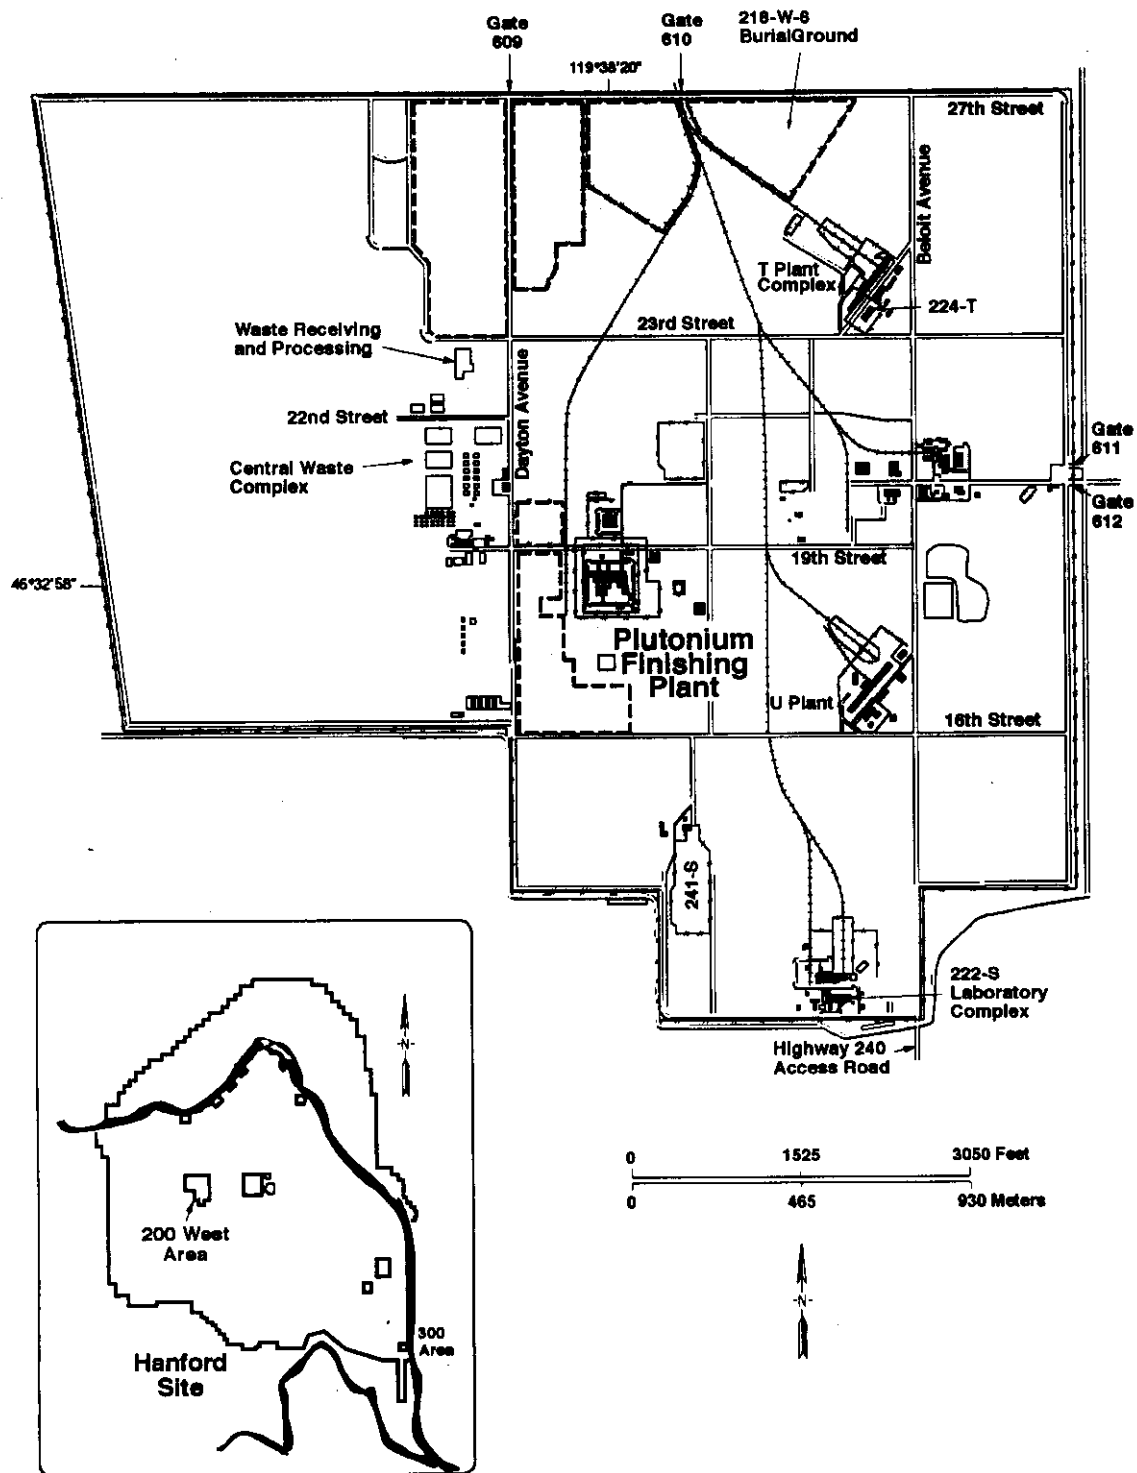 Gate
609
Gate
610
218-W-6
BurialGround
119°38'20"
27th Street
Beloit Avenue
T Plant
Complex
224-T
23rd Street
Waste Receiving
and Processing
Dayton Avenue
22nd Street
Gate
611
Central Waste
Complex
Gate
612
19th Street
46°32'58"
Plutonium
Finishing
Plant
U Plant
16th Street
241-S
222-S
Laboratory
Complex
Highway 240
Access Road
-N-
200 West
Area
300
Area
Hanford
Site
0 1525 3050 Feet
0 465 930 Meters
-N-